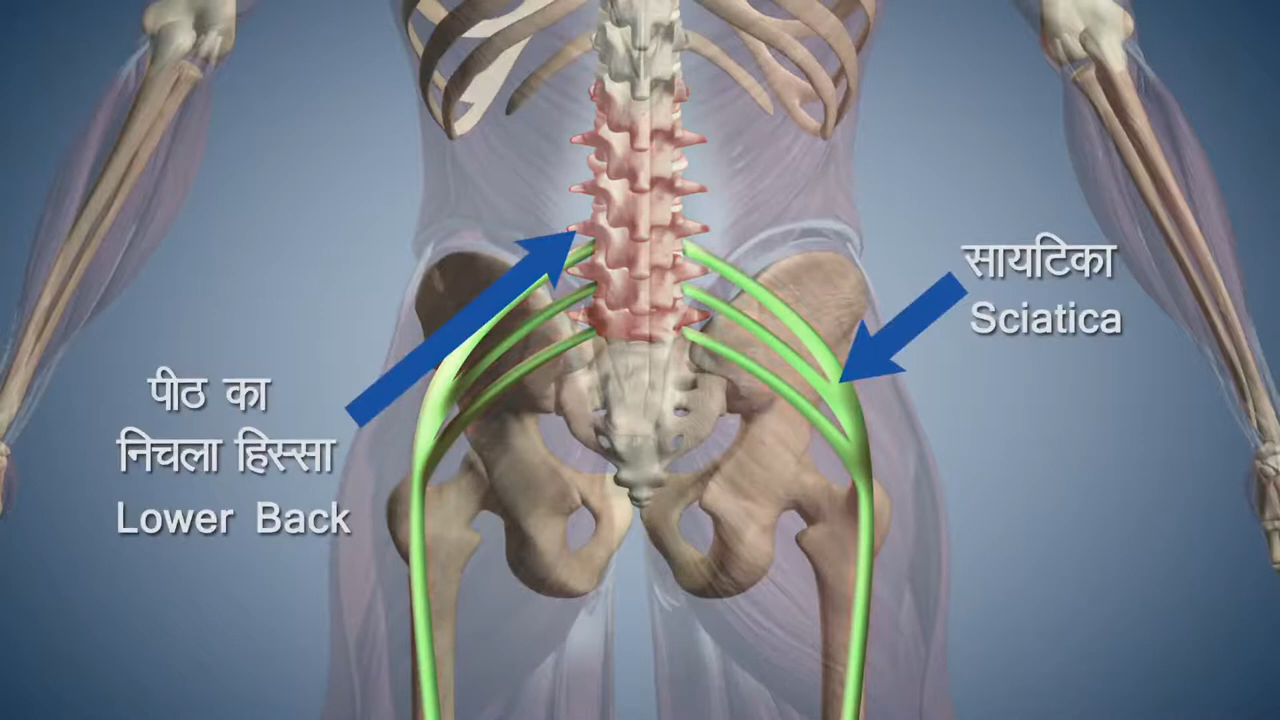 पीठ का
निचला हिस्सा
Lower Back
सायटिका
Sciatica